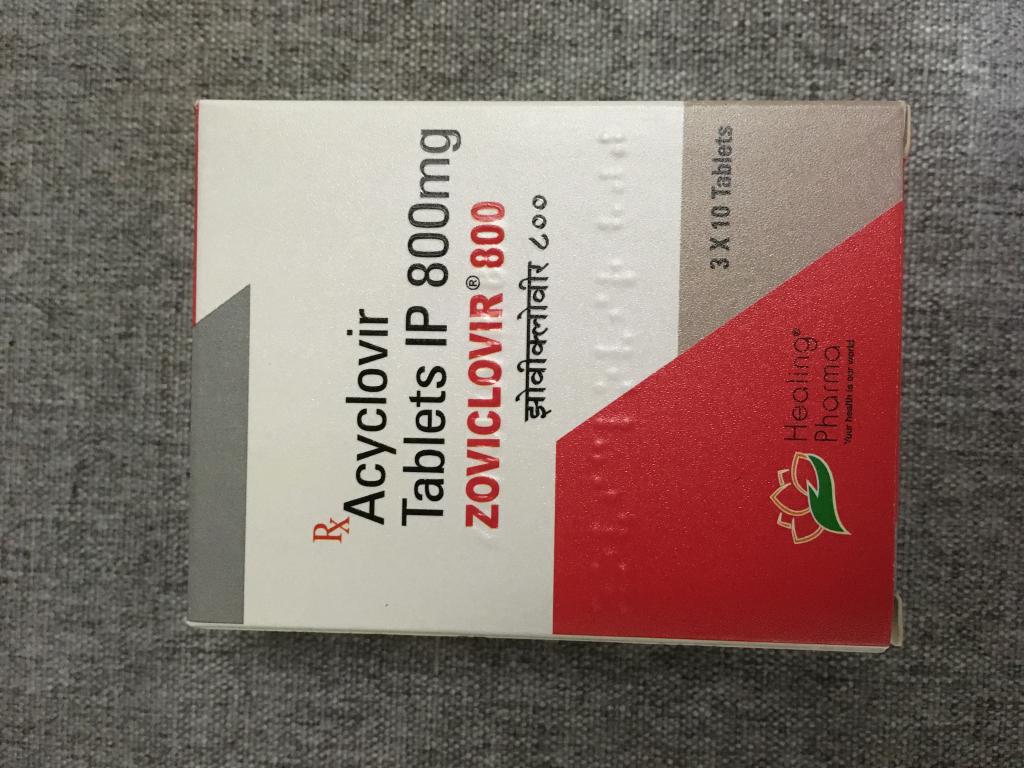 Rx
Acyclovir
Tablets IP 800mg
ZOVICLOVIR® 800
झोवीक्लोवीर ८००
3 X 10 Tablets
Healing®
Pharma
Your health is our world